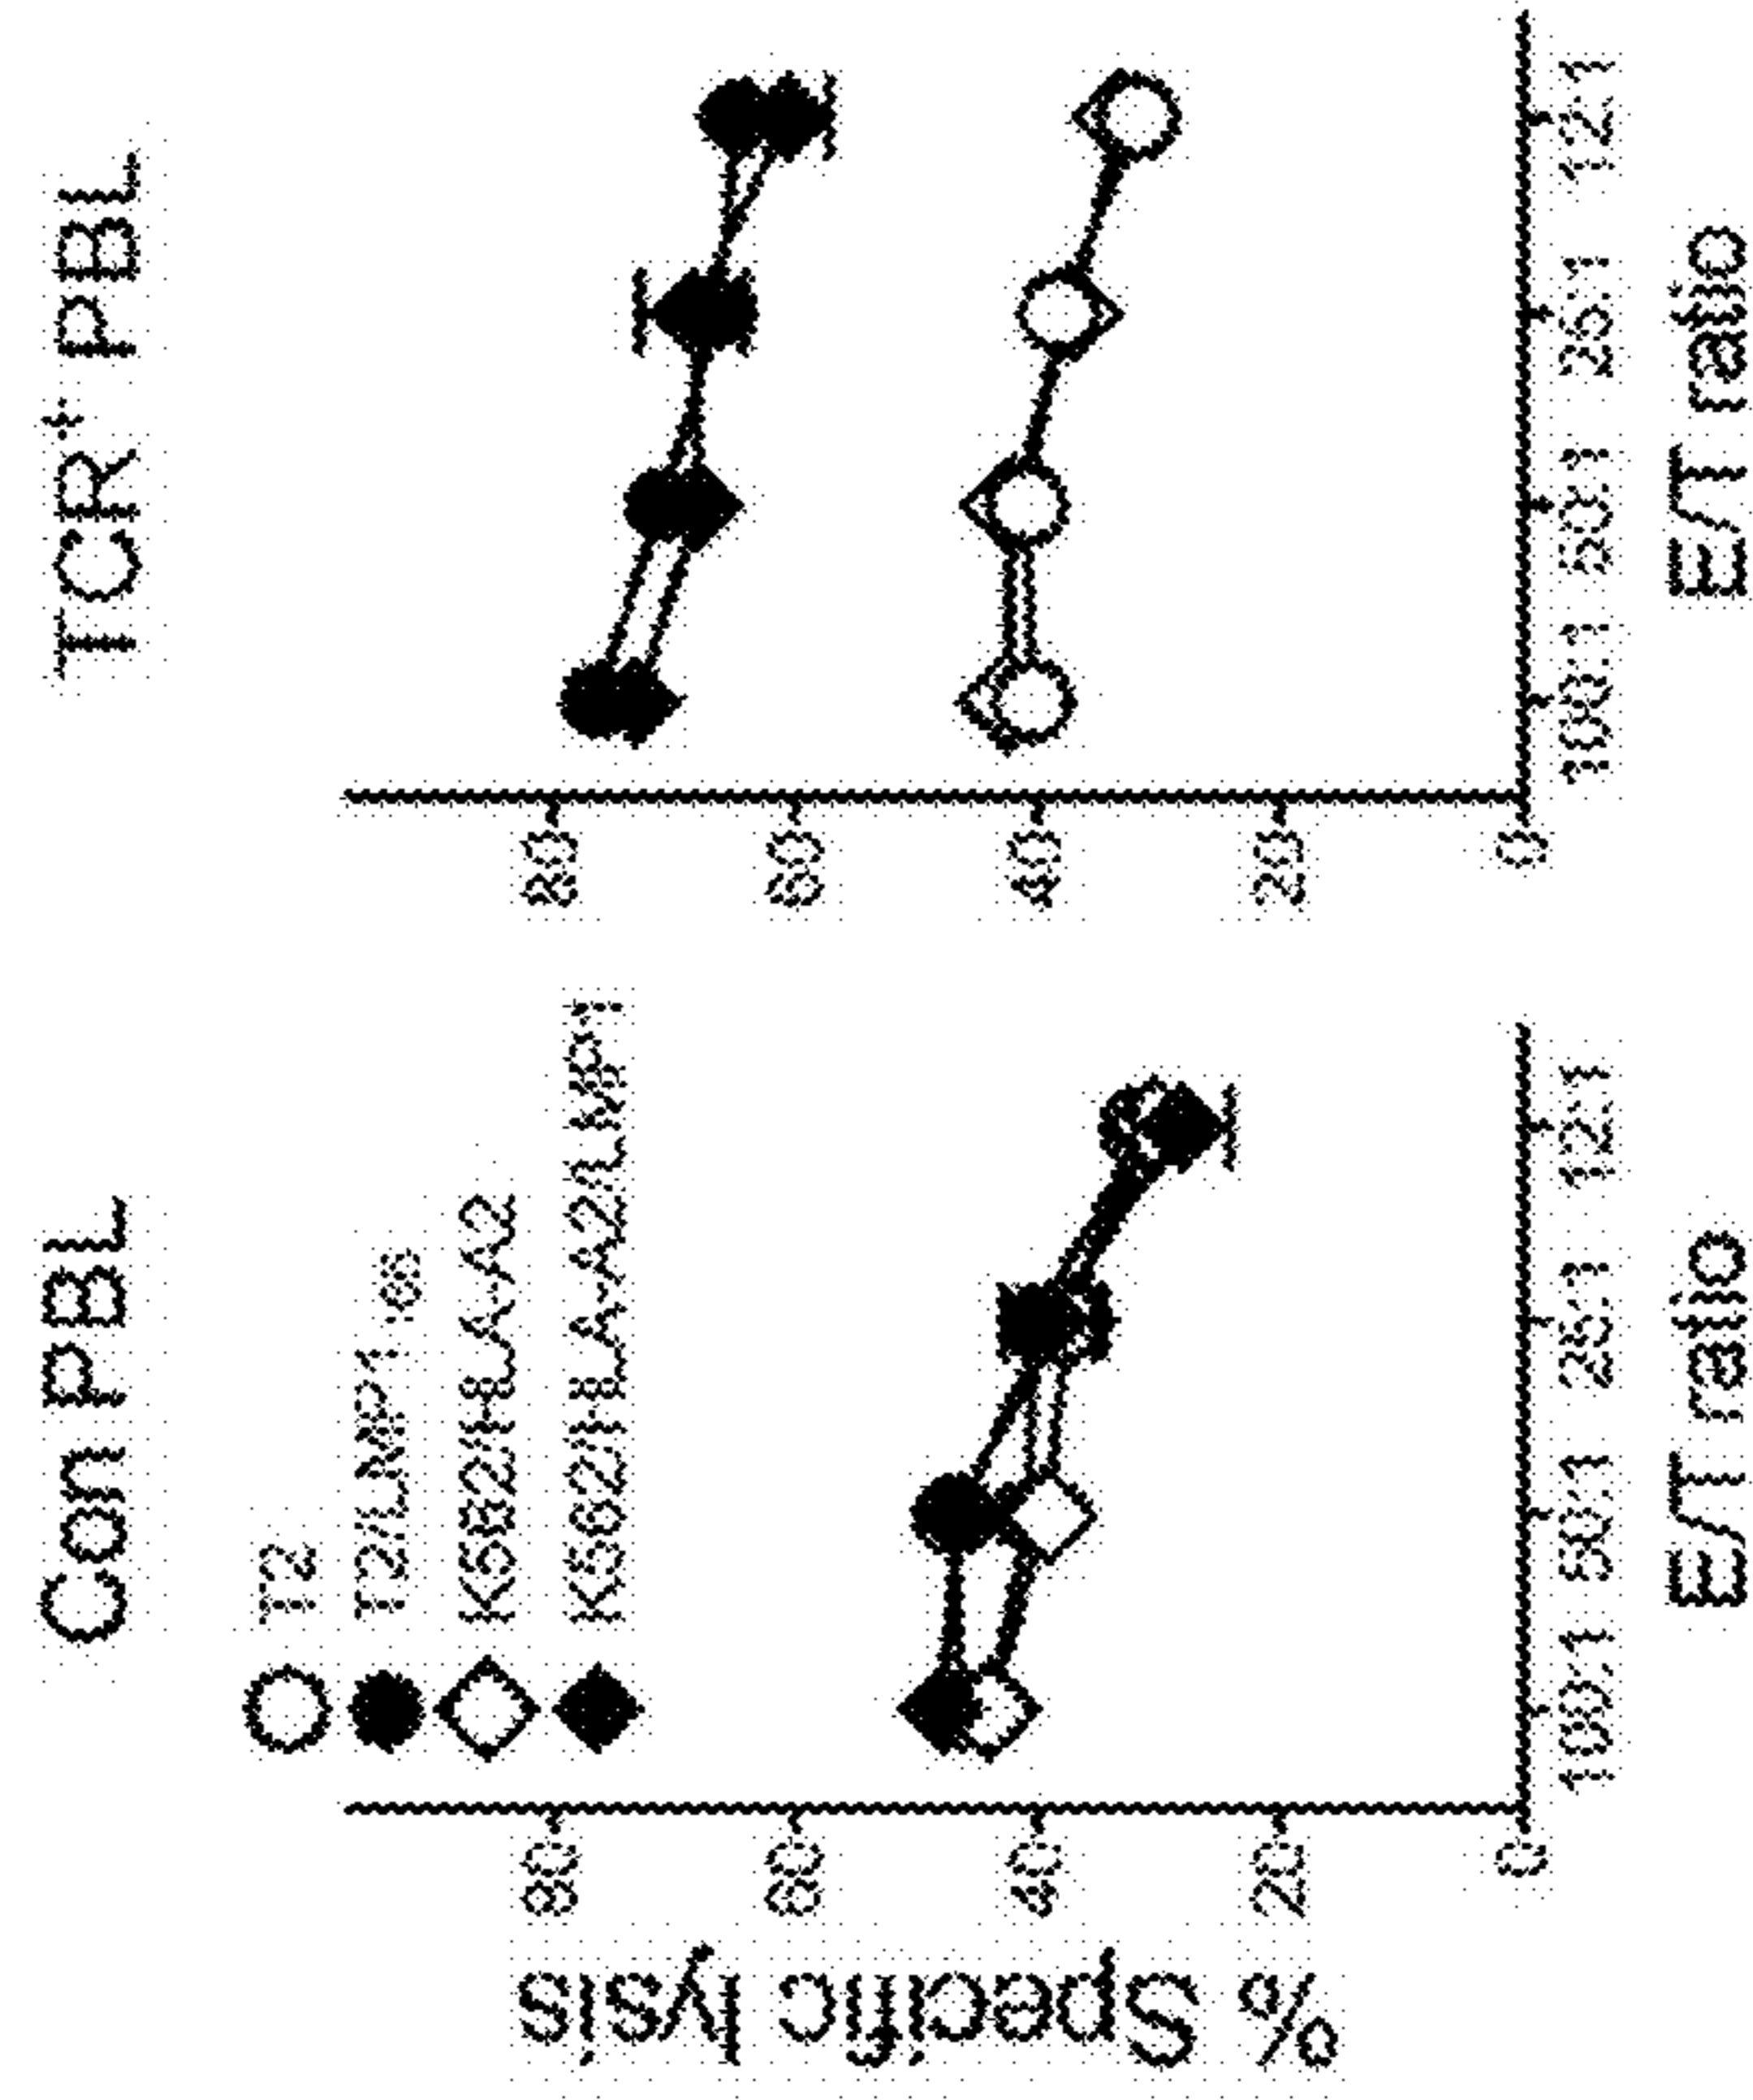 Con PBL
TCR⁺ PBL
T2
T2/LMP1
K562/HLA-A2
K562/HLA-A2/LMP1
% Specific lysis
80
60
40
20
0
80
60
40
20
0
100:1 50:1 25:1 12:1
100:1 50:1 25:1 12:1
E/T ratio
E/T ratio